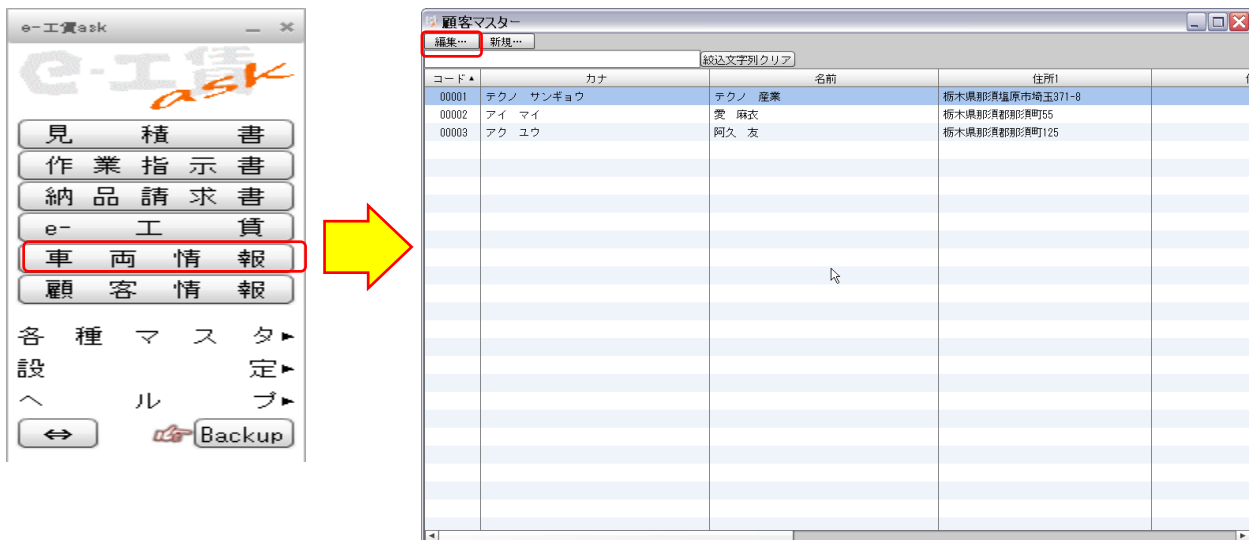 e-工賃ask
e-工賃
ask
見積書
作業指示書
納品請求書
e-工賃
車両情報
顧客情報
各種マスタ
設定
ヘルプ
⇔ Backup
顧客マスター
編集… 新規…
絞込文字列クリア
コード▲ カナ 名前 住所1
00001 テクノ サンギョウ テクノ 産業 栃木県那須塩原市埼玉371-8
00002 アイ マイ 愛 麻衣 栃木県那須郡那須町55
00003 アク ユウ 阿久 友 栃木県那須郡那須町125